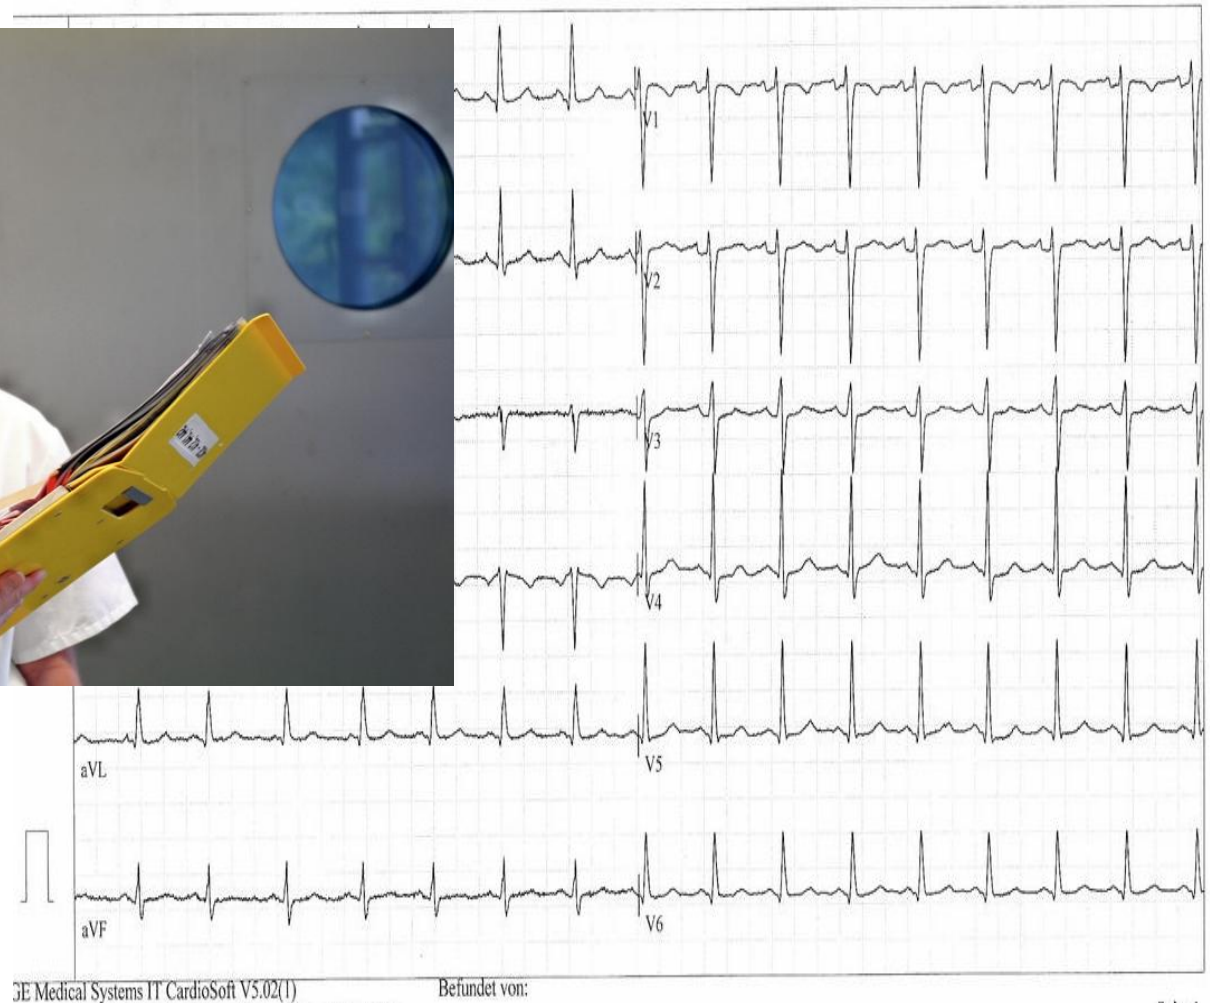 V1
V2
V3
V4
aVL
V5
aVF
V6
GE Medical Systems IT CardioSoft V5.02(1)
Befundet von: